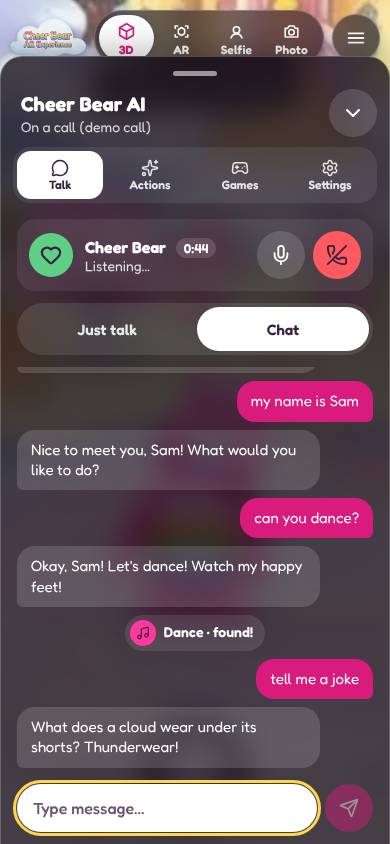 Cheer Bear
AR Experience
3D
AR
Selfie
Photo
Cheer Bear AI
On a call (demo call)
Talk
Actions
Games
Settings
Cheer Bear 0:44
Listening...
Just talk
Chat
my name is Sam
Nice to meet you, Sam! What would you
like to do?
can you dance?
Okay, Sam! Let's dance! Watch my happy
feet!
Dance · found!
tell me a joke
What does a cloud wear under its
shorts? Thunderwear!
Type message...